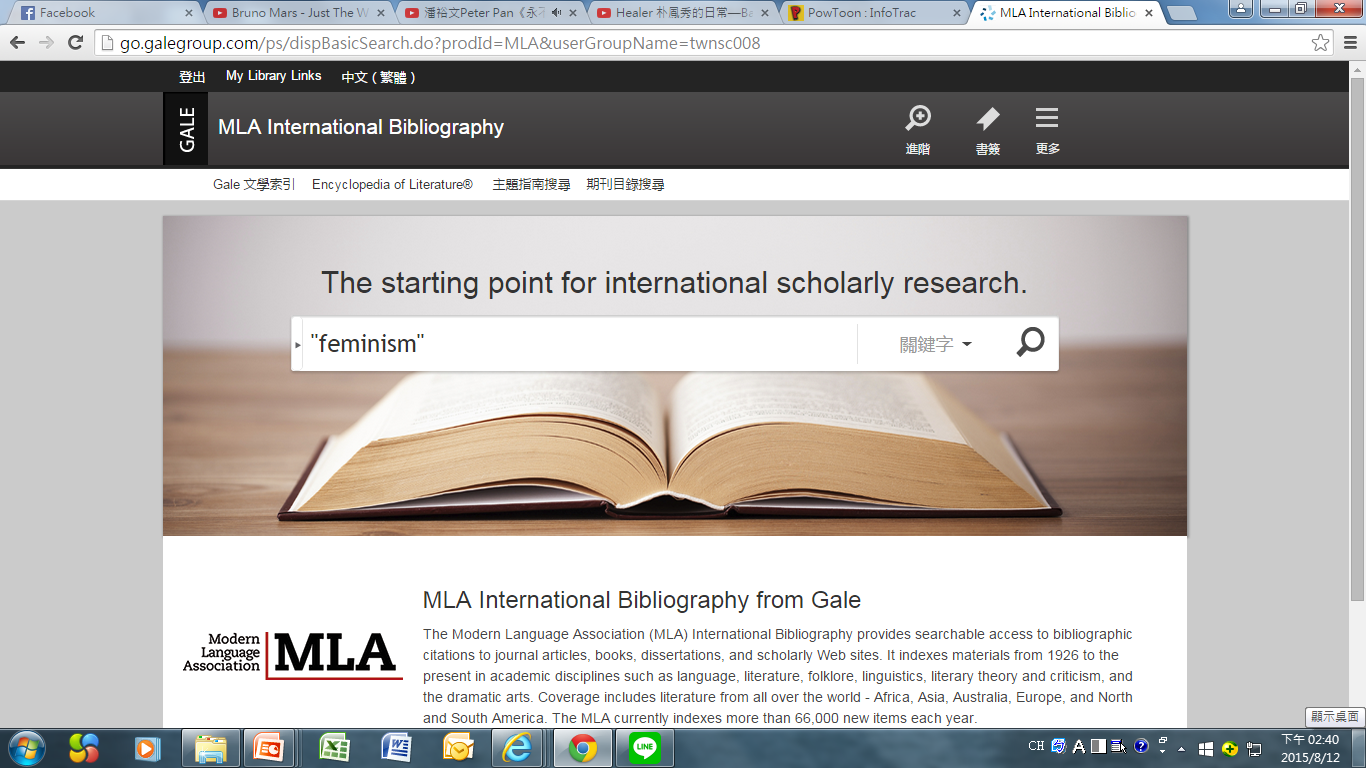 Facebook
Bruno Mars - Just The W
潘裕文Peter Pan《永不
Healer 朴鳳秀的日常—Ba
PowToon : InfoTrac
MLA International Biblio
go.galegroup.com/ps/dispBasicSearch.do?prodId=MLA&userGroupName=twnsc008
登出 My Library Links 中文 ( 繁體 )
GALE
MLA International Bibliography
進階 書簽 更多
Gale 文學索引 Encyclopedia of Literature® 主題指南搜尋 期刊目錄搜尋
The starting point for international scholarly research.
"feminism" 關鍵字
MLA International Bibliography from Gale
Modern
Language
Association
MLA
The Modern Language Association (MLA) International Bibliography provides searchable access to bibliographic
citations to journal articles, books, dissertations, and scholarly Web sites. It indexes materials from 1926 to the
present in academic disciplines such as language, literature, folklore, linguistics, literary theory and criticism, and
the dramatic arts. Coverage includes literature from all over the world - Africa, Asia, Australia, Europe, and North
and South America. The MLA currently indexes more than 66,000 new items each year.
顯示桌面
LINE
CH
下午 02:40
2015/8/12